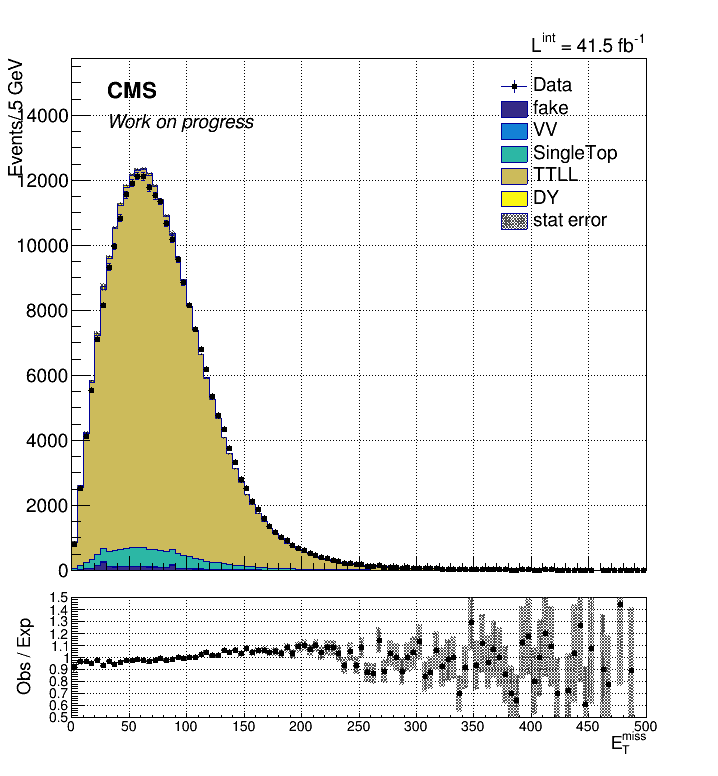 L^int = 41.5 fb^-1
Events/ 5 GeV
CMS
Work on progress
Data
fake
VV
SingleTop
TTLL
DY
stat error
14000
12000
10000
8000
6000
4000
2000
0
Obs / Exp
1.5
1.4
1.3
1.2
1.1
1
0.9
0.8
0.7
0.6
0.5
0 50 100 150 200 250 300 350 400 450 500
E_T^miss